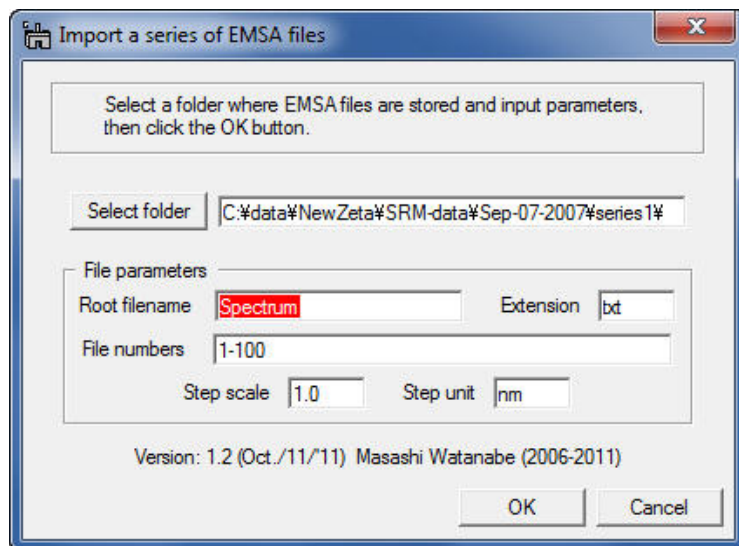 Import a series of EMSA files
Select a folder where EMSA files are stored and input parameters,
then click the OK button.
Select folder C:¥data¥NewZeta¥SRM-data¥Sep-07-2007¥series1¥
File parameters
Root filename Spectrum Extension txt
File numbers 1-100
Step scale 1.0 Step unit nm
Version: 1.2 (Oct./11/'11) Masashi Watanabe (2006-2011)
OK Cancel